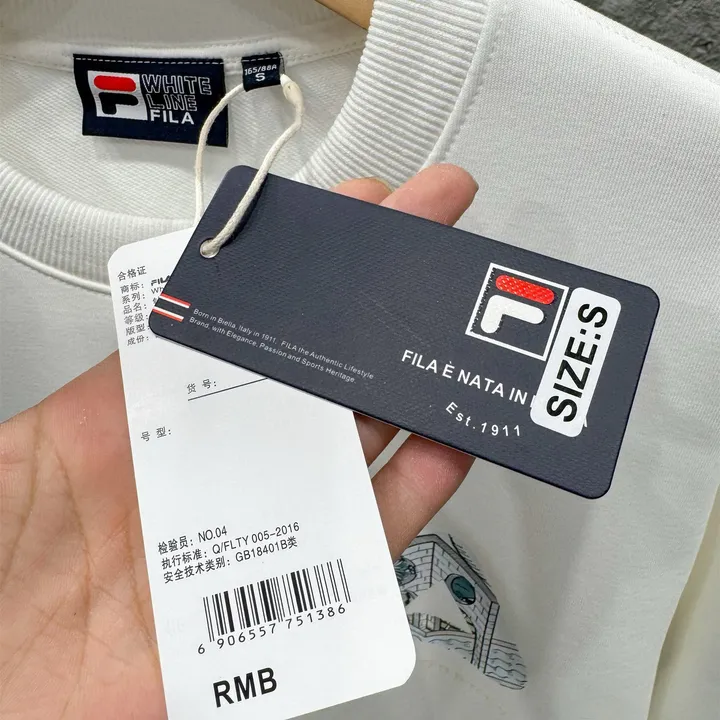 WHITE
LINE
FILA
165/88A
S
Born in Biella, Italy in 1911, FILA the Authentic Lifestyle
Brand, with Elegance, Passion and Sports Heritage.
FILA È NATA IN
Est.1911
SIZE:S
合格证
商标: FILA
系列:
品名:
等级:
版型:
成份:
货 号:
号 型:
检验员: NO.04
执行标准: Q/FLTY 005-2016
安全技术类别: GB18401B类
6 906557 751386
RMB